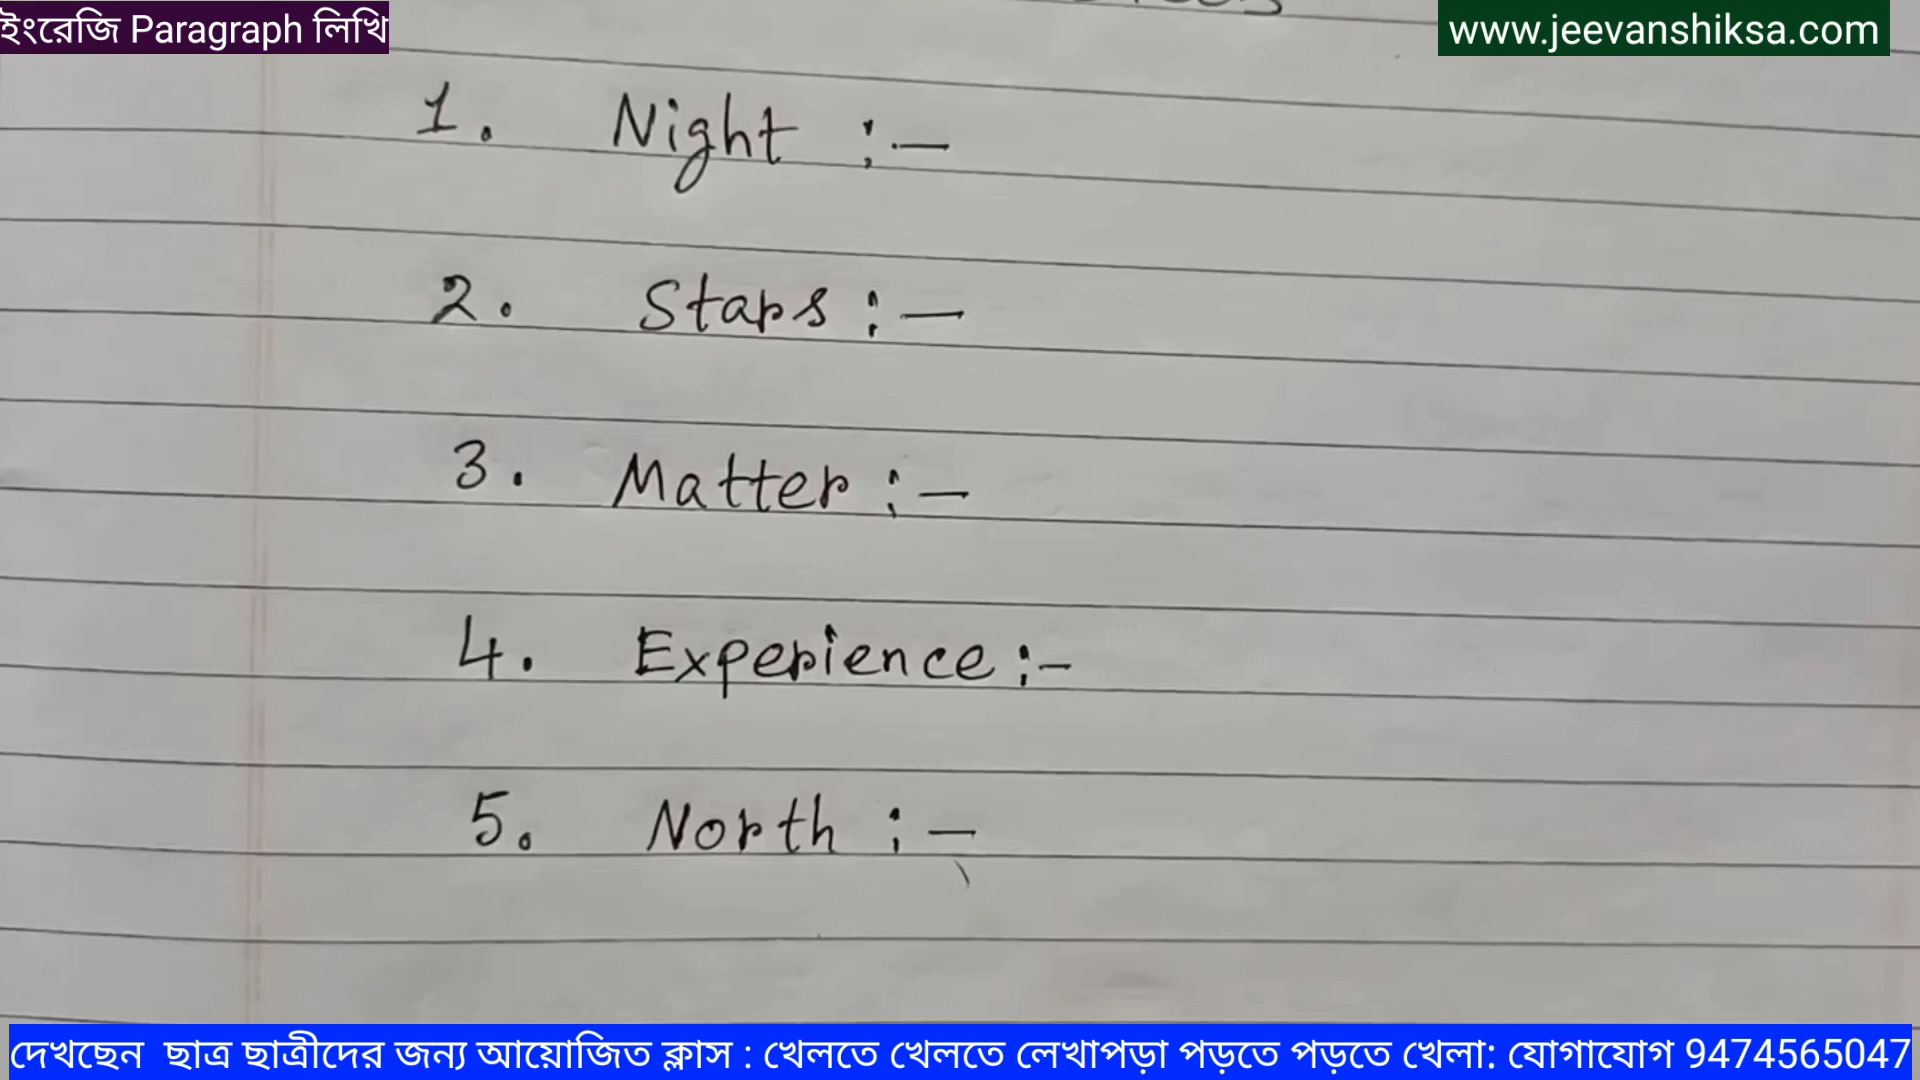 ইংরেজি Paragraph লিখি
www.jeevanshiksa.com
1. Night :-
2. Stars :-
3. Matter :-
4. Experience :-
5. North :-
দেখছেন ছাত্র ছাত্রীদের জন্য আয়োজিত ক্লাস : খেলতে খেলতে লেখাপড়া পড়তে পড়তে খেলা: যোগাযোগ 9474565047